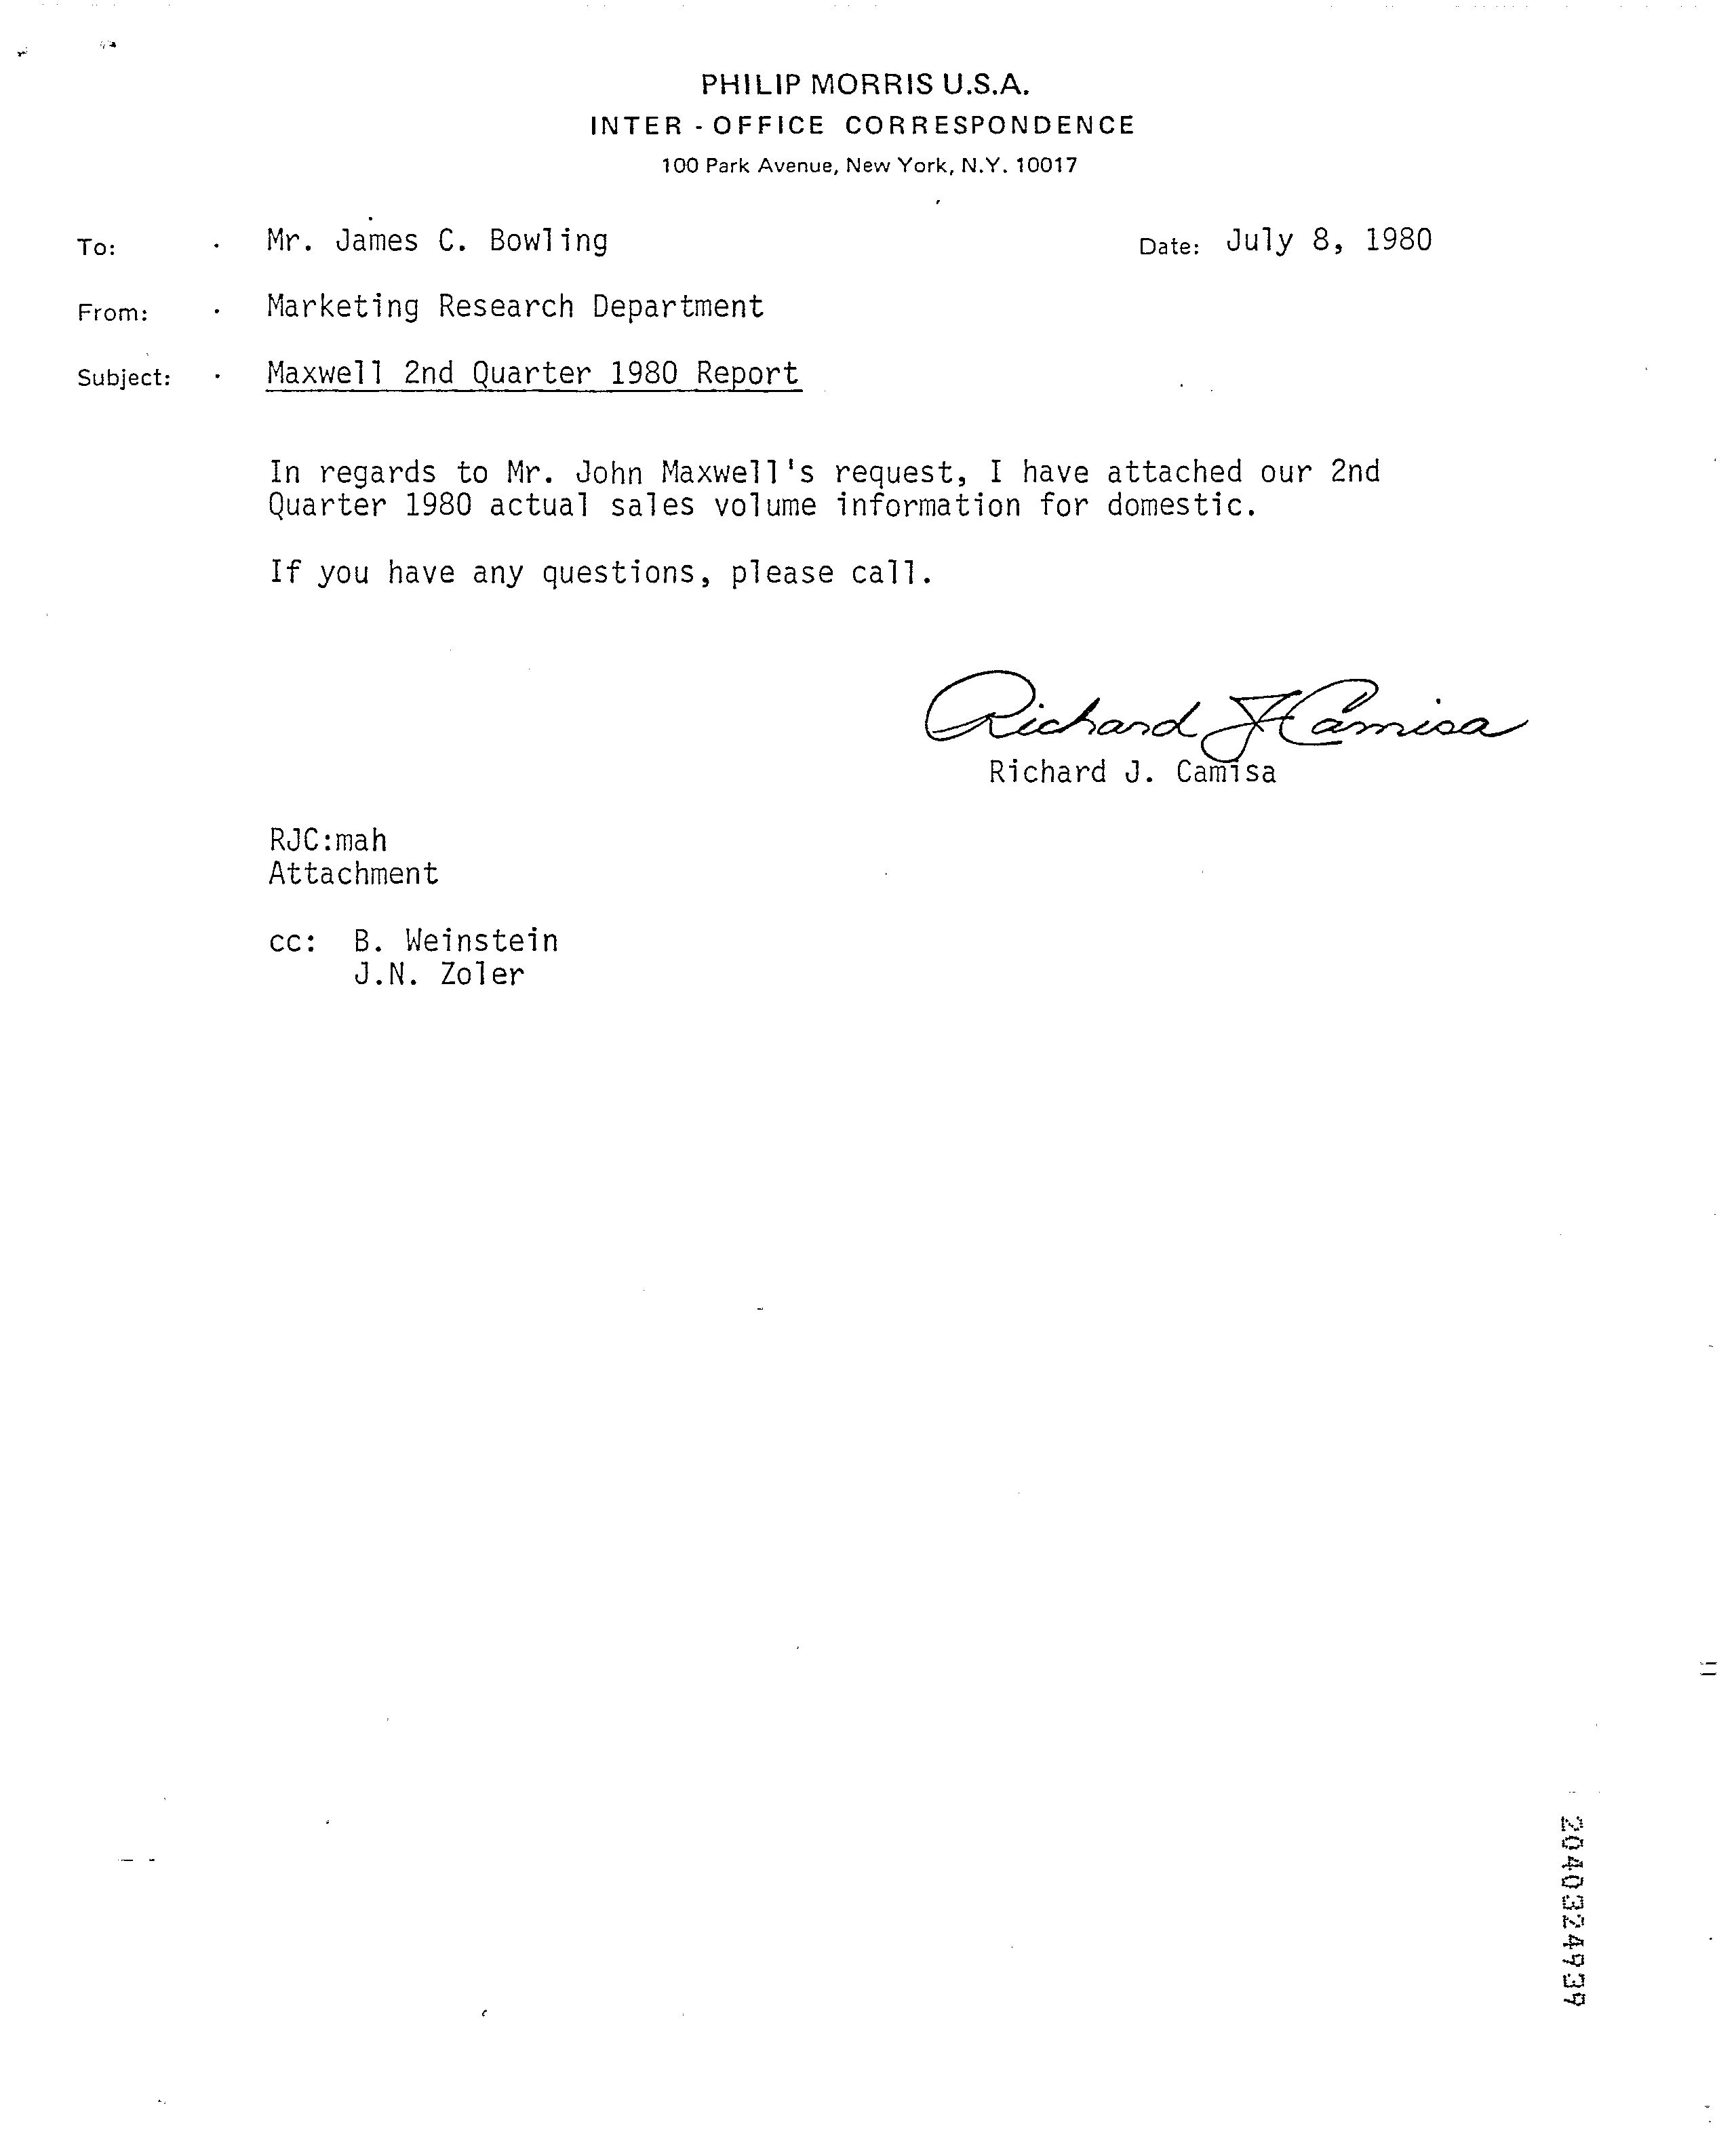 PHILIP MORRIS U.S.A.
INTER - OFFICE CORRESPONDENCE
100 Park Avenue, New York, N.Y. 10017
To: Mr. James C. Bowling Date: July 8, 1980
From: Marketing Research Department
Subject: Maxwell 2nd Quarter 1980 Report
In regards to Mr. John Maxwell's request, I have attached our 2nd
Quarter 1980 actual sales volume information for domestic.
If you have any questions, please call.
Richard J Camisa
Richard J. Camisa
RJC:mah
Attachment
cc: B. Weinstein
J.N. Zoler
2040324939